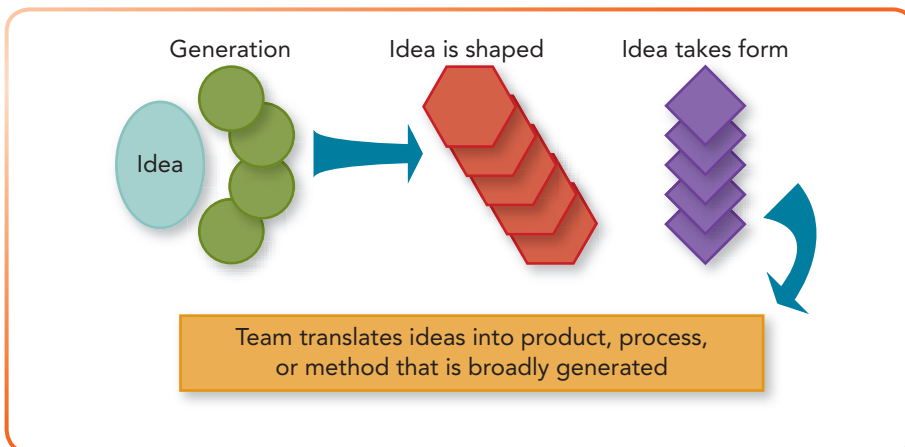 Generation
Idea is shaped
Idea takes form
Idea
Team translates ideas into product, process,
or method that is broadly generated